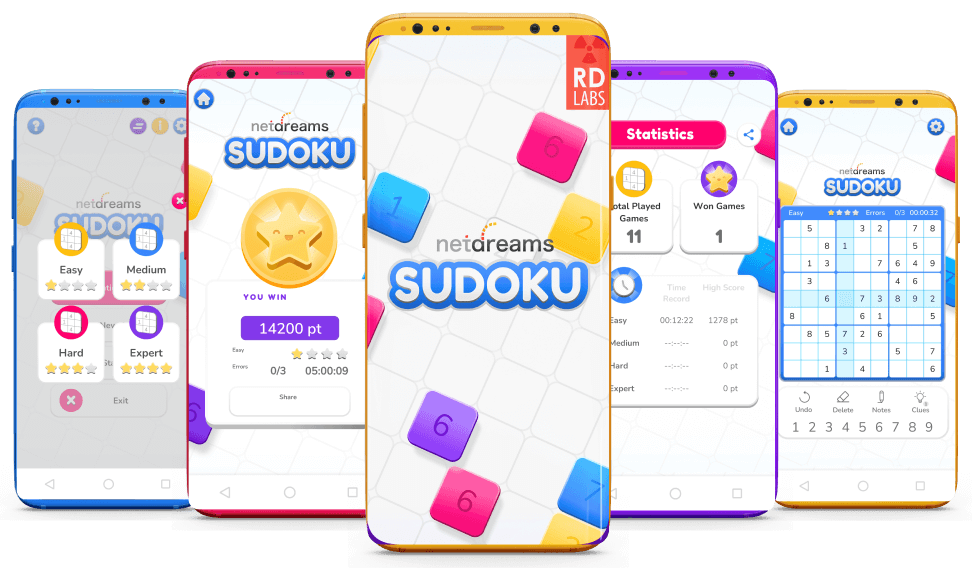 ?
netdreams
SUDOKU
Easy
Medium
Hard
Expert
Exit
netdreams
SUDOKU
YOU WIN
14200 pt
Easy
Errors 0/3 05:00:09
Share
RD
LABS
6
1
2
netdreams
SUDOKU
6
6
7
2
Statistics
otal Played
Games
11
Won Games
1
Time
Record
High Score
Easy 00:12:22 1278 pt
Medium --:--:-- 0 pt
Hard --:--:-- 0 pt
Expert --:--:-- 0 pt
netdreams
SUDOKU
Easy Errors 0/3 00:00:32
5 3 2 7 8
8 1 5
1 3 7 6 4 9
3 4 6
6 7 3 8 9 2
8 6 1 5
8 5 7 2 6
3 5 7
1 4 6
Undo Delete Notes Clues
1 2 3 4 5 6 7 8 9